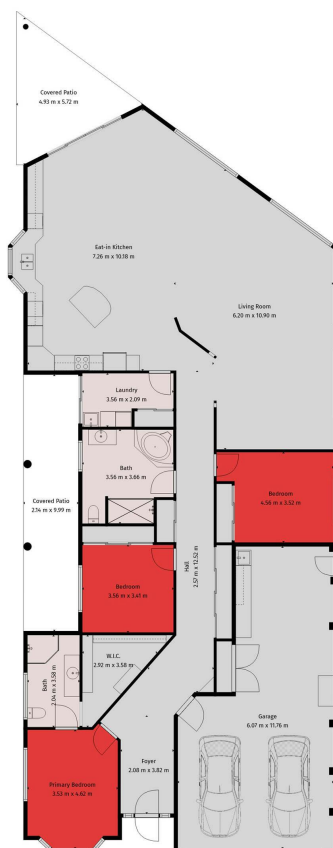 Covered Patio
4.93 m x 5.72 m
Eat-in Kitchen
7.26 m x 10.18 m
Living Room
6.20 m x 10.90 m
Laundry
3.56 m x 2.09 m
Bath
3.56 m x 3.66 m
Covered Patio
2.14 m x 9.99 m
Bedroom
4.56 m x 3.52 m
Hall
2.57 m x 12.52 m
Bedroom
3.56 m x 3.41 m
W.I.C.
2.92 m x 3.58 m
Bath
2.04 m x 3.58 m
Garage
6.07 m x 11.76 m
Foyer
2.08 m x 3.82 m
Primary Bedroom
3.53 m x 4.62 m